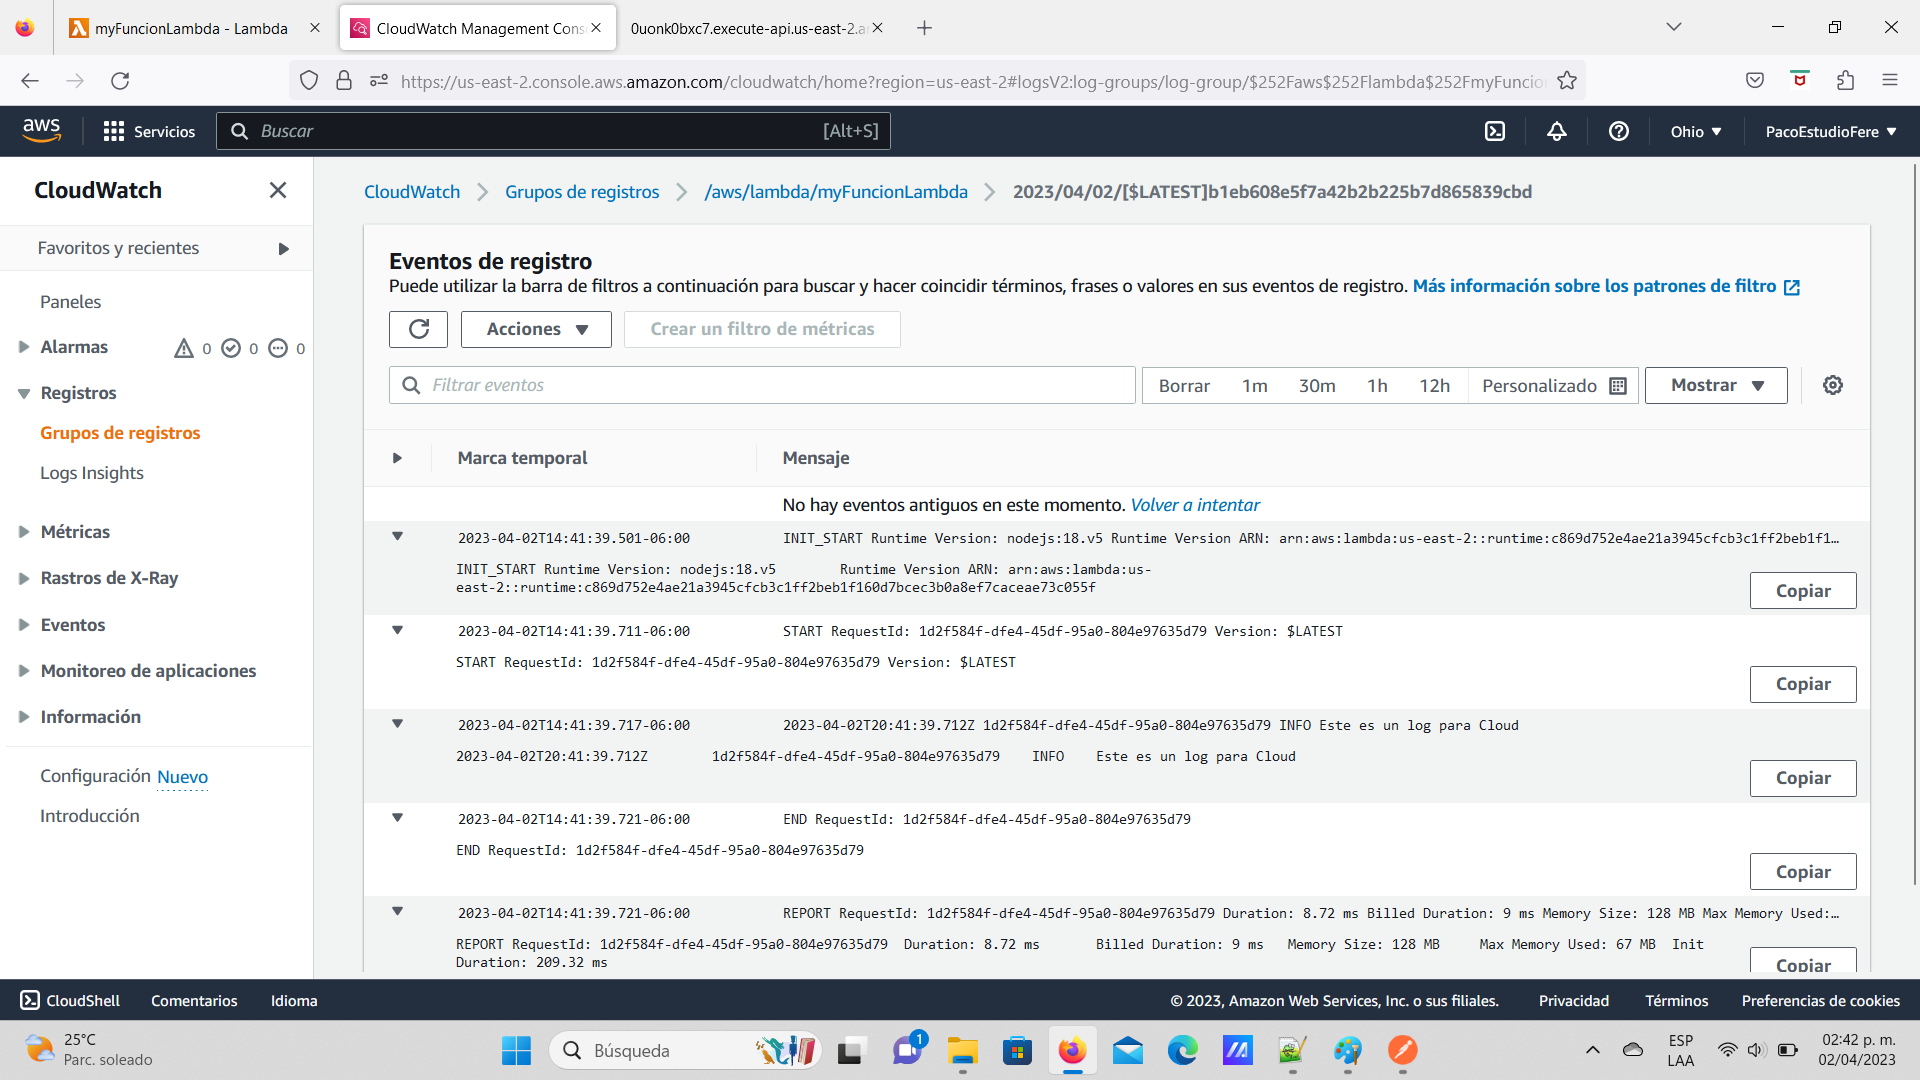 myFuncionLambda - Lambda
CloudWatch Management Cons
0uonk0bxc7.execute-api.us-east-2.a
https://us-east-2.console.aws.amazon.com/cloudwatch/home?region=us-east-2#logsV2:log-groups/log-group/$252Faws$252Flambda$252FmyFuncio
aws
Servicios
Buscar
[Alt+S]
Ohio
PacoEstudioFere
CloudWatch
Favoritos y recientes
Paneles
Alarmas 0 0 0
Registros
Grupos de registros
Logs Insights
Métricas
Rastros de X-Ray
Eventos
Monitoreo de aplicaciones
Información
Configuración Nuevo
Introducción
CloudWatch Grupos de registros /aws/lambda/myFuncionLambda 2023/04/02/[$LATEST]b1eb608e5f7a42b2b225b7d865839cbd
Eventos de registro
Puede utilizar la barra de filtros a continuación para buscar y hacer coincidir términos, frases o valores en sus eventos de registro. Más información sobre los patrones de filtro
Acciones
Crear un filtro de métricas
Filtrar eventos
Borrar 1m 30m 1h 12h Personalizado
Mostrar
Marca temporal Mensaje
No hay eventos antiguos en este momento. Volver a intentar
2023-04-02T14:41:39.501-06:00 INIT_START Runtime Version: nodejs:18.v5 Runtime Version ARN: arn:aws:lambda:us-east-2::runtime:c869d752e4ae21a3945cfcb3c1ff2beb1f1…
INIT_START Runtime Version: nodejs:18.v5 Runtime Version ARN: arn:aws:lambda:us-
east-2::runtime:c869d752e4ae21a3945cfcb3c1ff2beb1f160d7bcec3b0a8ef7caceae73c055f
Copiar
2023-04-02T14:41:39.711-06:00 START RequestId: 1d2f584f-dfe4-45df-95a0-804e97635d79 Version: $LATEST
START RequestId: 1d2f584f-dfe4-45df-95a0-804e97635d79 Version: $LATEST
Copiar
2023-04-02T14:41:39.717-06:00 2023-04-02T20:41:39.712Z 1d2f584f-dfe4-45df-95a0-804e97635d79 INFO Este es un log para Cloud
2023-04-02T20:41:39.712Z 1d2f584f-dfe4-45df-95a0-804e97635d79 INFO Este es un log para Cloud
Copiar
2023-04-02T14:41:39.721-06:00 END RequestId: 1d2f584f-dfe4-45df-95a0-804e97635d79
END RequestId: 1d2f584f-dfe4-45df-95a0-804e97635d79
Copiar
2023-04-02T14:41:39.721-06:00 REPORT RequestId: 1d2f584f-dfe4-45df-95a0-804e97635d79 Duration: 8.72 ms Billed Duration: 9 ms Memory Size: 128 MB Max Memory Used:…
REPORT RequestId: 1d2f584f-dfe4-45df-95a0-804e97635d79 Duration: 8.72 ms Billed Duration: 9 ms Memory Size: 128 MB Max Memory Used: 67 MB Init
Duration: 209.32 ms
Copiar
CloudShell Comentarios Idioma
© 2023, Amazon Web Services, Inc. o sus filiales. Privacidad Términos Preferencias de cookies
25°C
Parc. soleado
Búsqueda
1
ESP
LAA
02:42 p. m.
02/04/2023